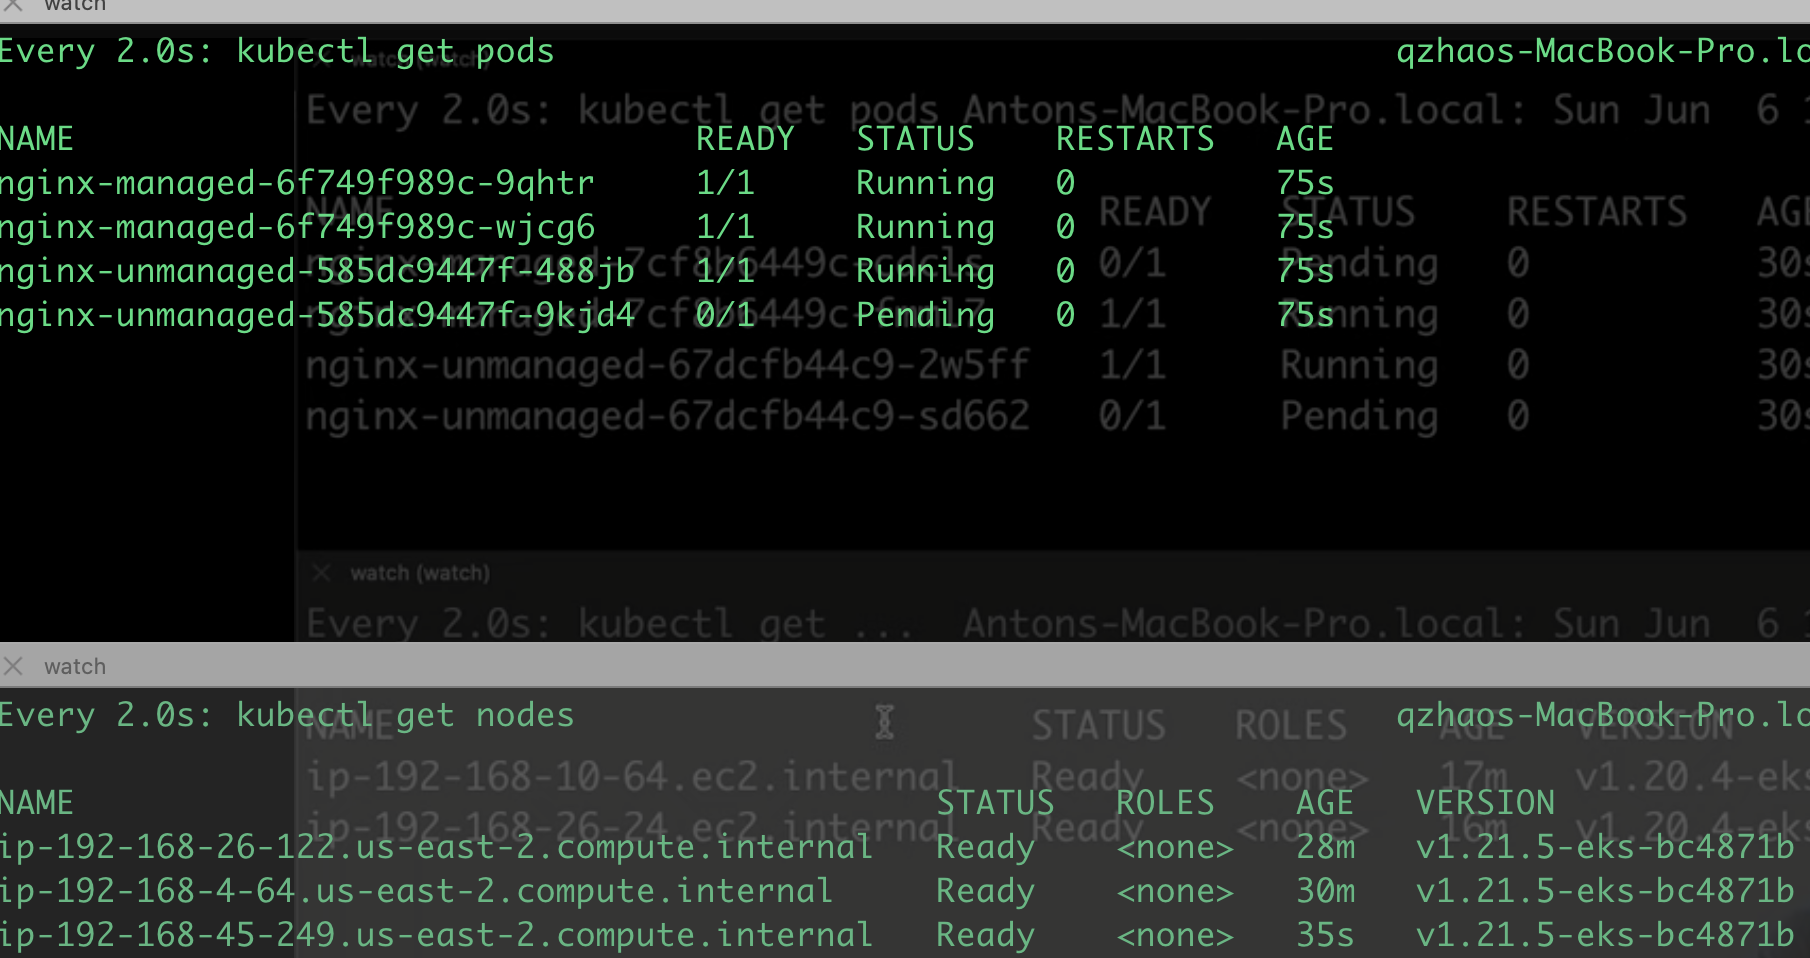 watch
Every 2.0s: kubectl get pods qzhaos-MacBook-Pro.lo
watch (watch)
Every 2.0s: kubectl get pods Antons-MacBook-Pro.local: Sun Jun 6
NAME READY STATUS RESTARTS AGE
nginx-managed-6f749f989c-9qhtr 1/1 Running 0 75s
NAME READY STATUS RESTARTS AGE
nginx-managed-6f749f989c-wjcg6 1/1 Running 0 75s
nginx-unmanaged-585dc9447f-488jb 1/1 Running 0 75s
0/1 Pending 0 30s
nginx-unmanaged-585dc9447f-9kjd4 0/1 Pending 0 75s
1/1 Running 0 30s
nginx-unmanaged-67dcfb44c9-2w5ff 1/1 Running 0 30s
nginx-unmanaged-67dcfb44c9-sd662 0/1 Pending 0 30s
watch (watch)
Every 2.0s: kubectl get ... Antons-MacBook-Pro.local: Sun Jun 6
watch
Every 2.0s: kubectl get nodes qzhaos-MacBook-Pro.lo
NAME STATUS ROLES AGE VERSION
ip-192-168-10-64.ec2.internal Ready <none> 17m v1.20.4-eks
NAME STATUS ROLES AGE VERSION
ip-192-168-26-24.ec2.internal Ready <none> 16m v1.20.4-eks
ip-192-168-26-122.us-east-2.compute.internal Ready <none> 28m v1.21.5-eks-bc4871b
ip-192-168-4-64.us-east-2.compute.internal Ready <none> 30m v1.21.5-eks-bc4871b
ip-192-168-45-249.us-east-2.compute.internal Ready <none> 35s v1.21.5-eks-bc4871b